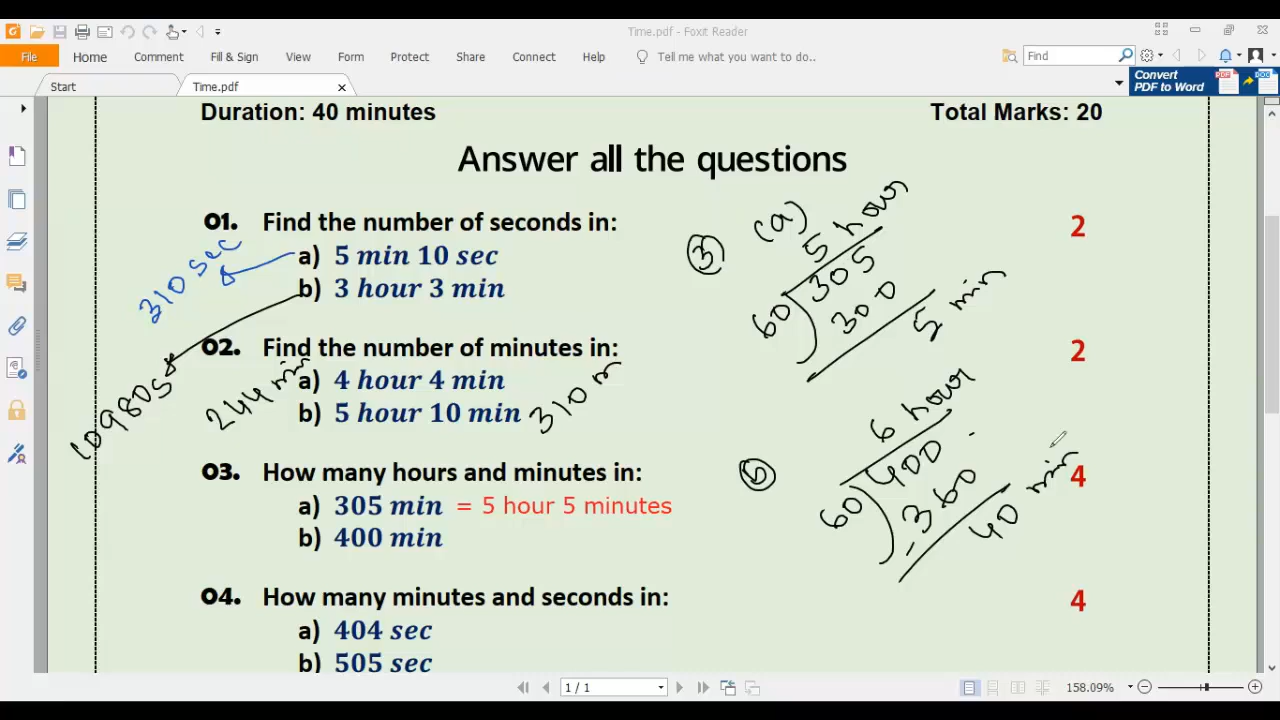 Time.pdf - Foxit Reader
File Home Comment Fill & Sign View Form Protect Share Connect Help Tell me what you want to do.. Find
Start Time.pdf x
Convert PDF to Word
Duration: 40 minutes Total Marks: 20
Answer all the questions
01. Find the number of seconds in: 2
a) 5 min 10 sec
310 sec
b) 3 hour 3 min
10980s
02. Find the number of minutes in: 2
a) 4 hour 4 min
244 min
b) 5 hour 10 min 310 m
03. How many hours and minutes in: 4
a) 305 min = 5 hour 5 minutes
b) 400 min
04. How many minutes and seconds in: 4
a) 404 sec
b) 505 sec
3 (a)
5 hour
60 305
300
5 min
b
6 hour
60 400
- 360
40 min
1 / 1 158.09%